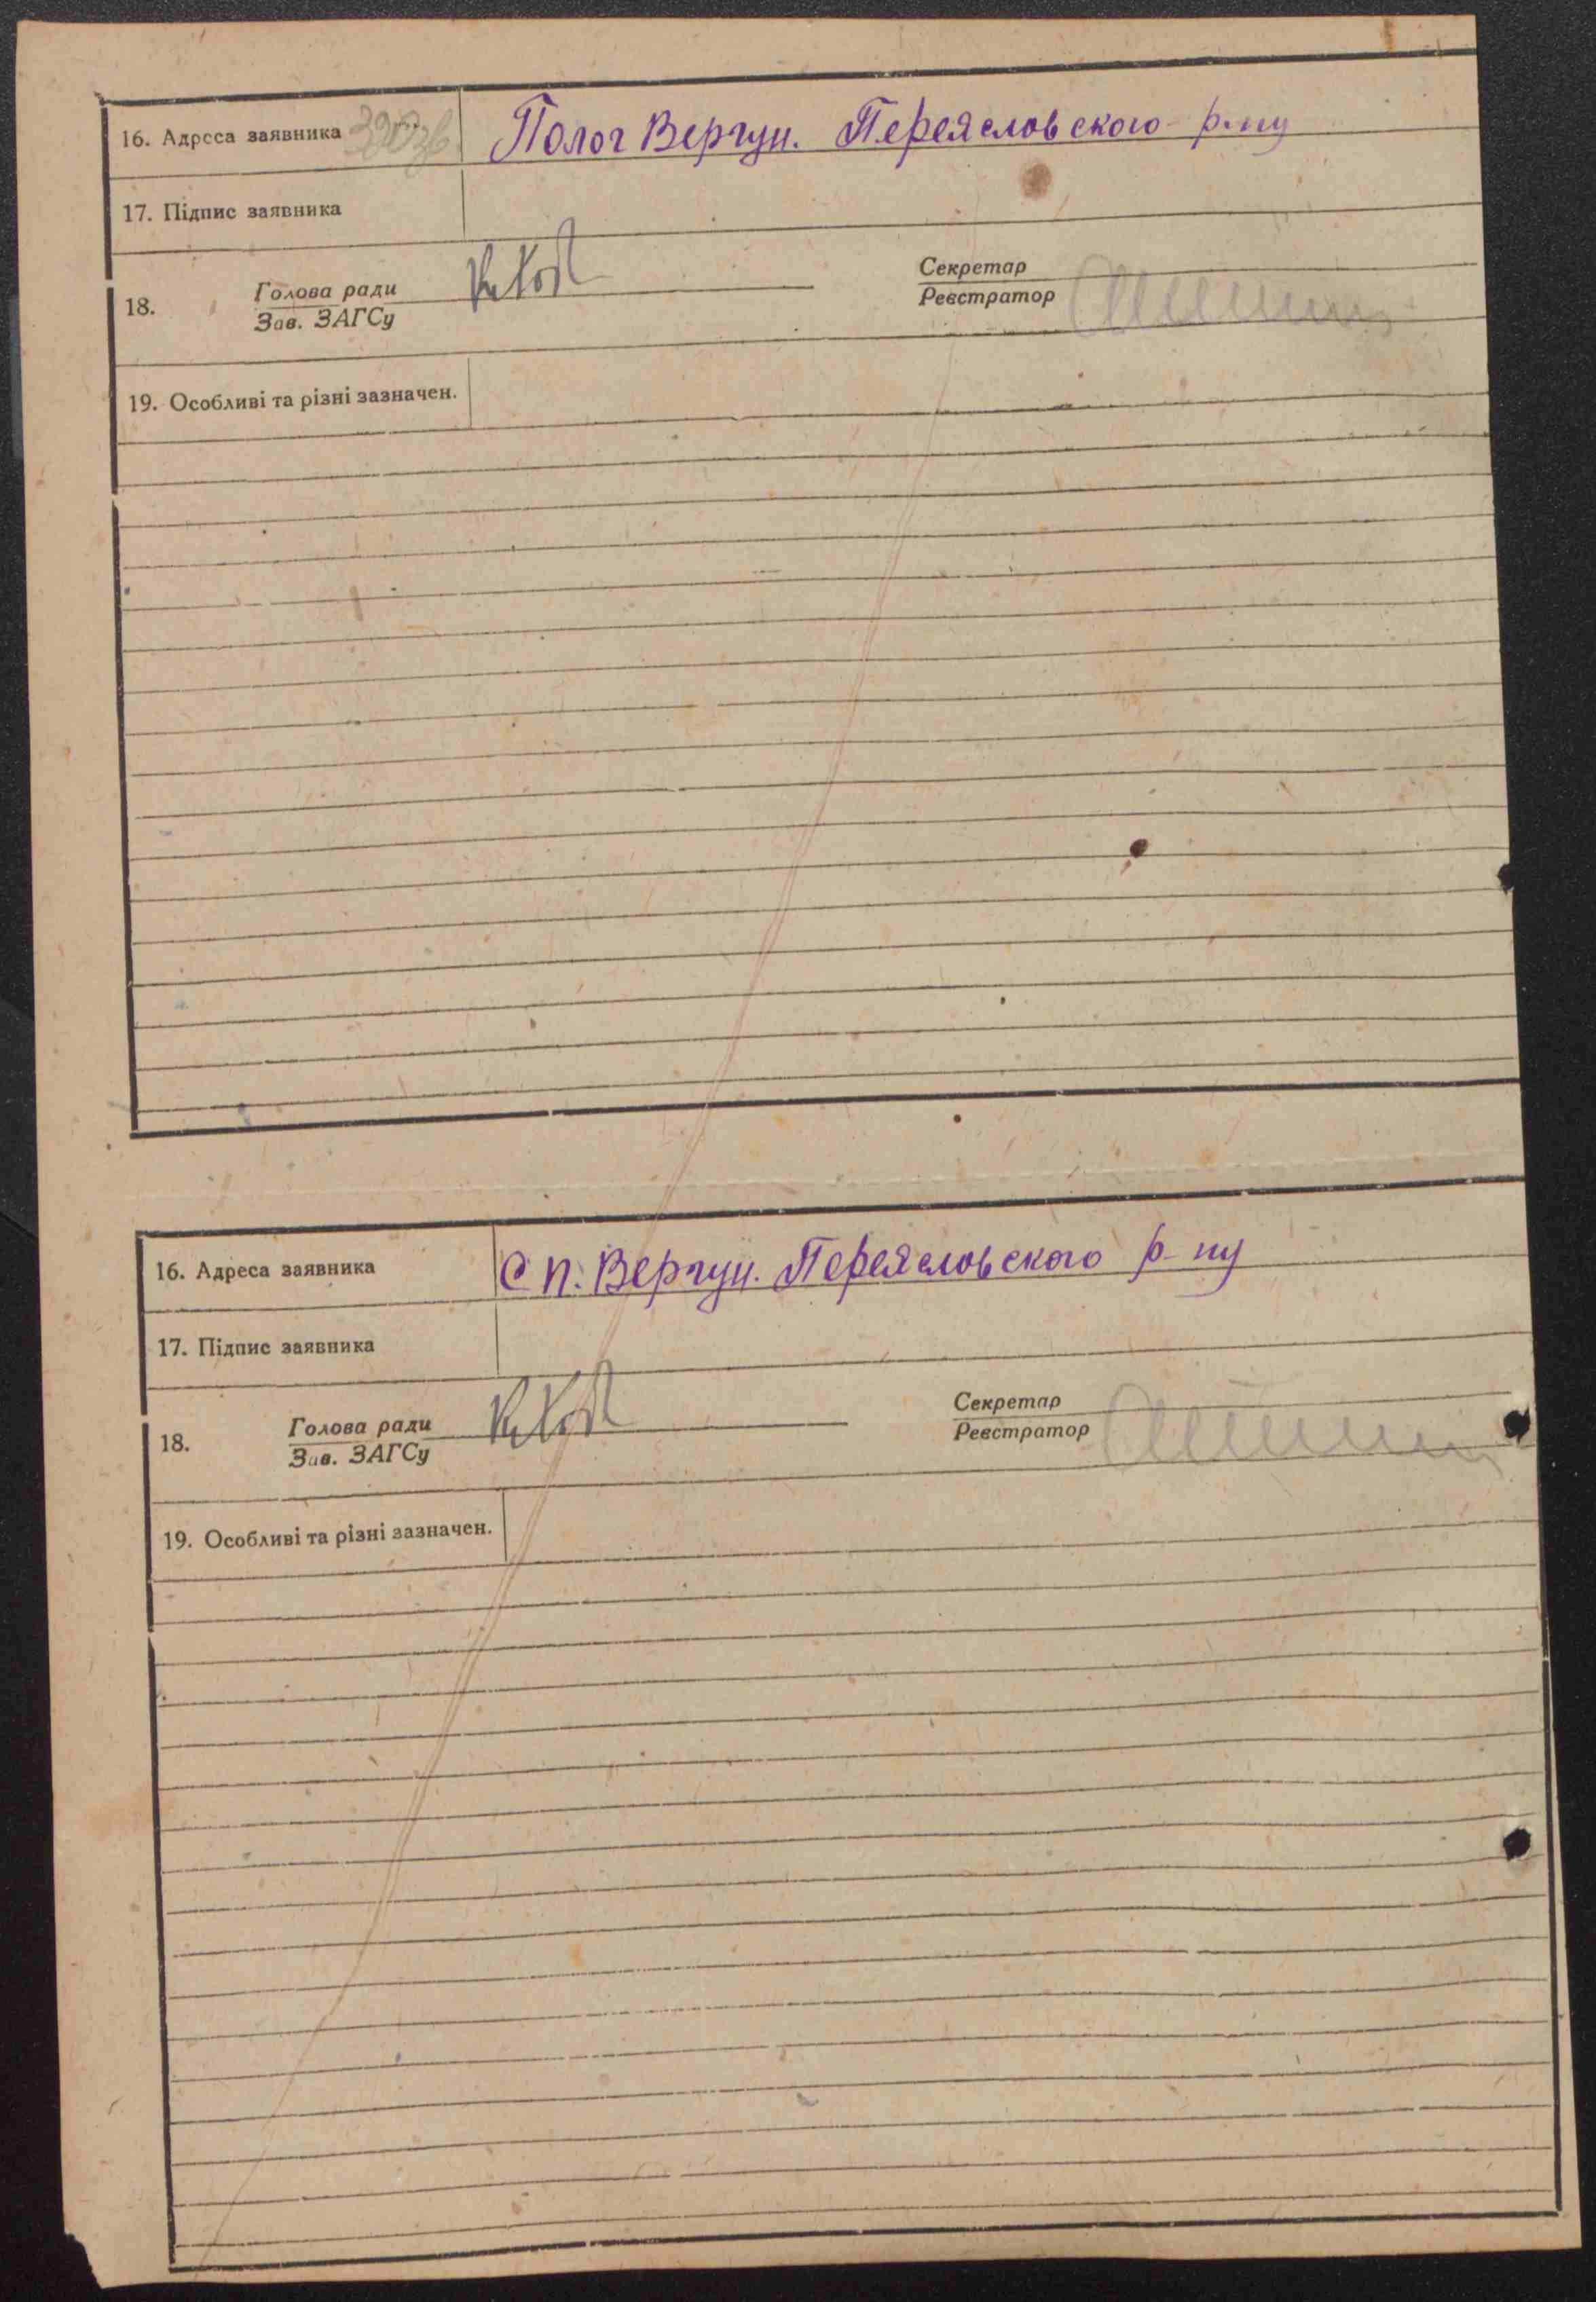 16. Адреса заявника Полог Вергун. Переясловского р-ну
17. Підпис заявника
18. Голова ради Секретар
Зав. ЗАГСу Реєстратор
19. Особливі та різні зазначен.
16. Адреса заявника С П. Вергун. Переясловского р-ну
17. Підпис заявника
18. Голова ради Секретар
Зав. ЗАГСу Реєстратор
19. Особливі та різні зазначен.